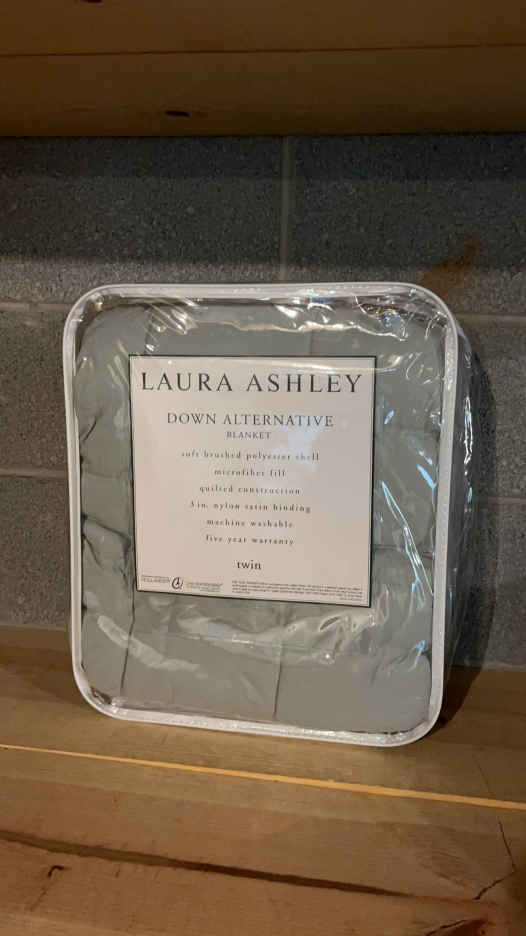 LAURA ASHLEY
DOWN ALTERNATIVE
BLANKET
soft brushed polyester shell
microfiber fill
quilted construction
3 in. nylon satin binding
machine washable
five year warranty
twin
HOLLANDER